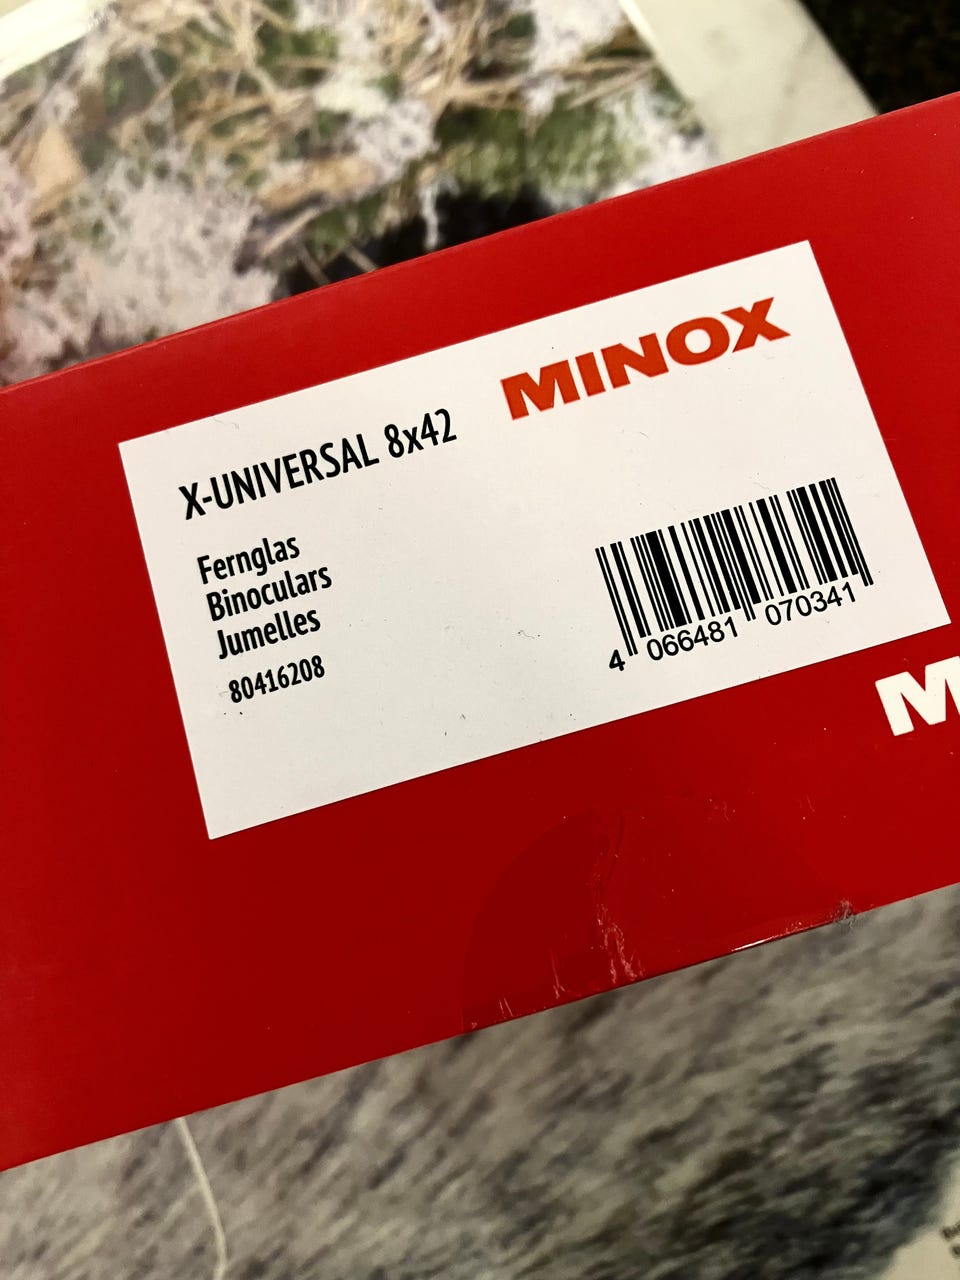 MINOX
X-UNIVERSAL 8x42
Fernglas
Binoculars
Jumelles
80416208
4 066481 070341
M